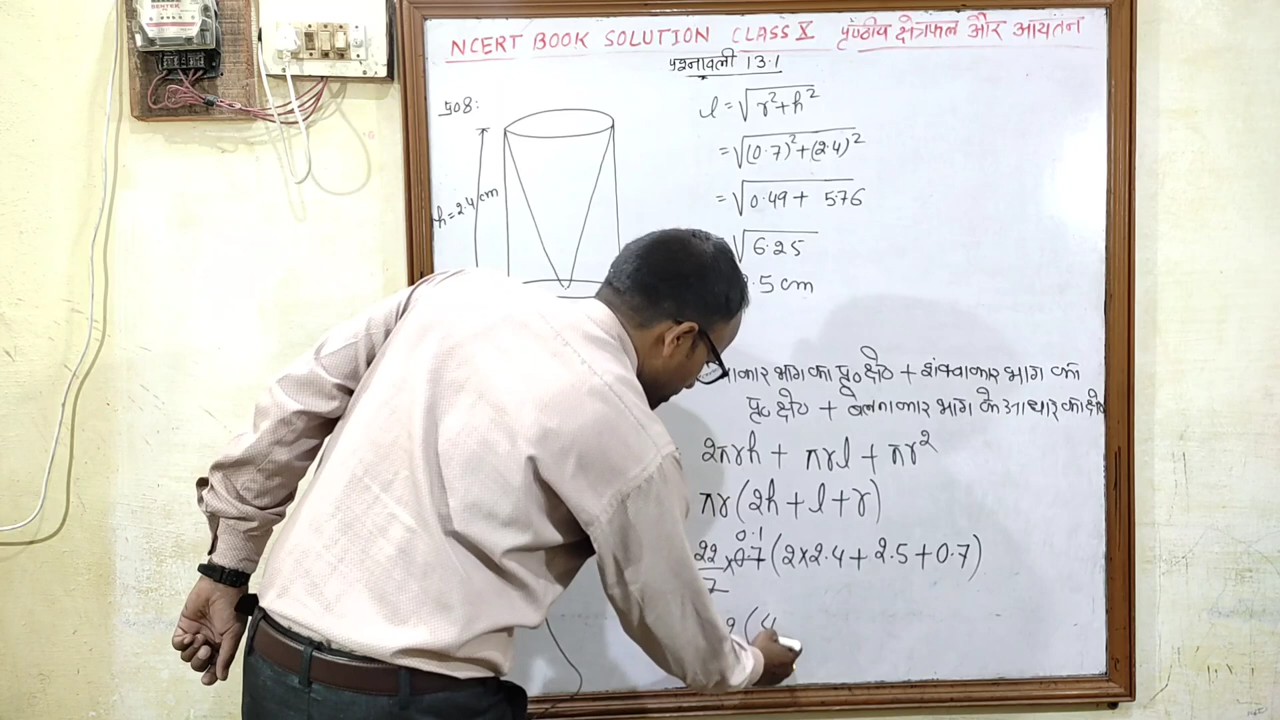 NCERT BOOK SOLUTION CLASS X पृष्ठीय क्षेत्रफल और आयतन
प्रश्नावली 13.1
प्र08:
h = 2.4 cm
l = √r²+h²
= √(0.7)²+(2.4)²
= √0.49 + 5.76
√6.25
.5 cm
भाग का पृ० क्षे० + शंक्वाकार भाग का
पृ० क्षे० + बेलनाकार भाग के आधार का क्षे०
2πrh + πrl + πr²
πr(2h + l + r)
0.1
22/7 × 0.7 (2×2.4 + 2.5 + 0.7)
(4